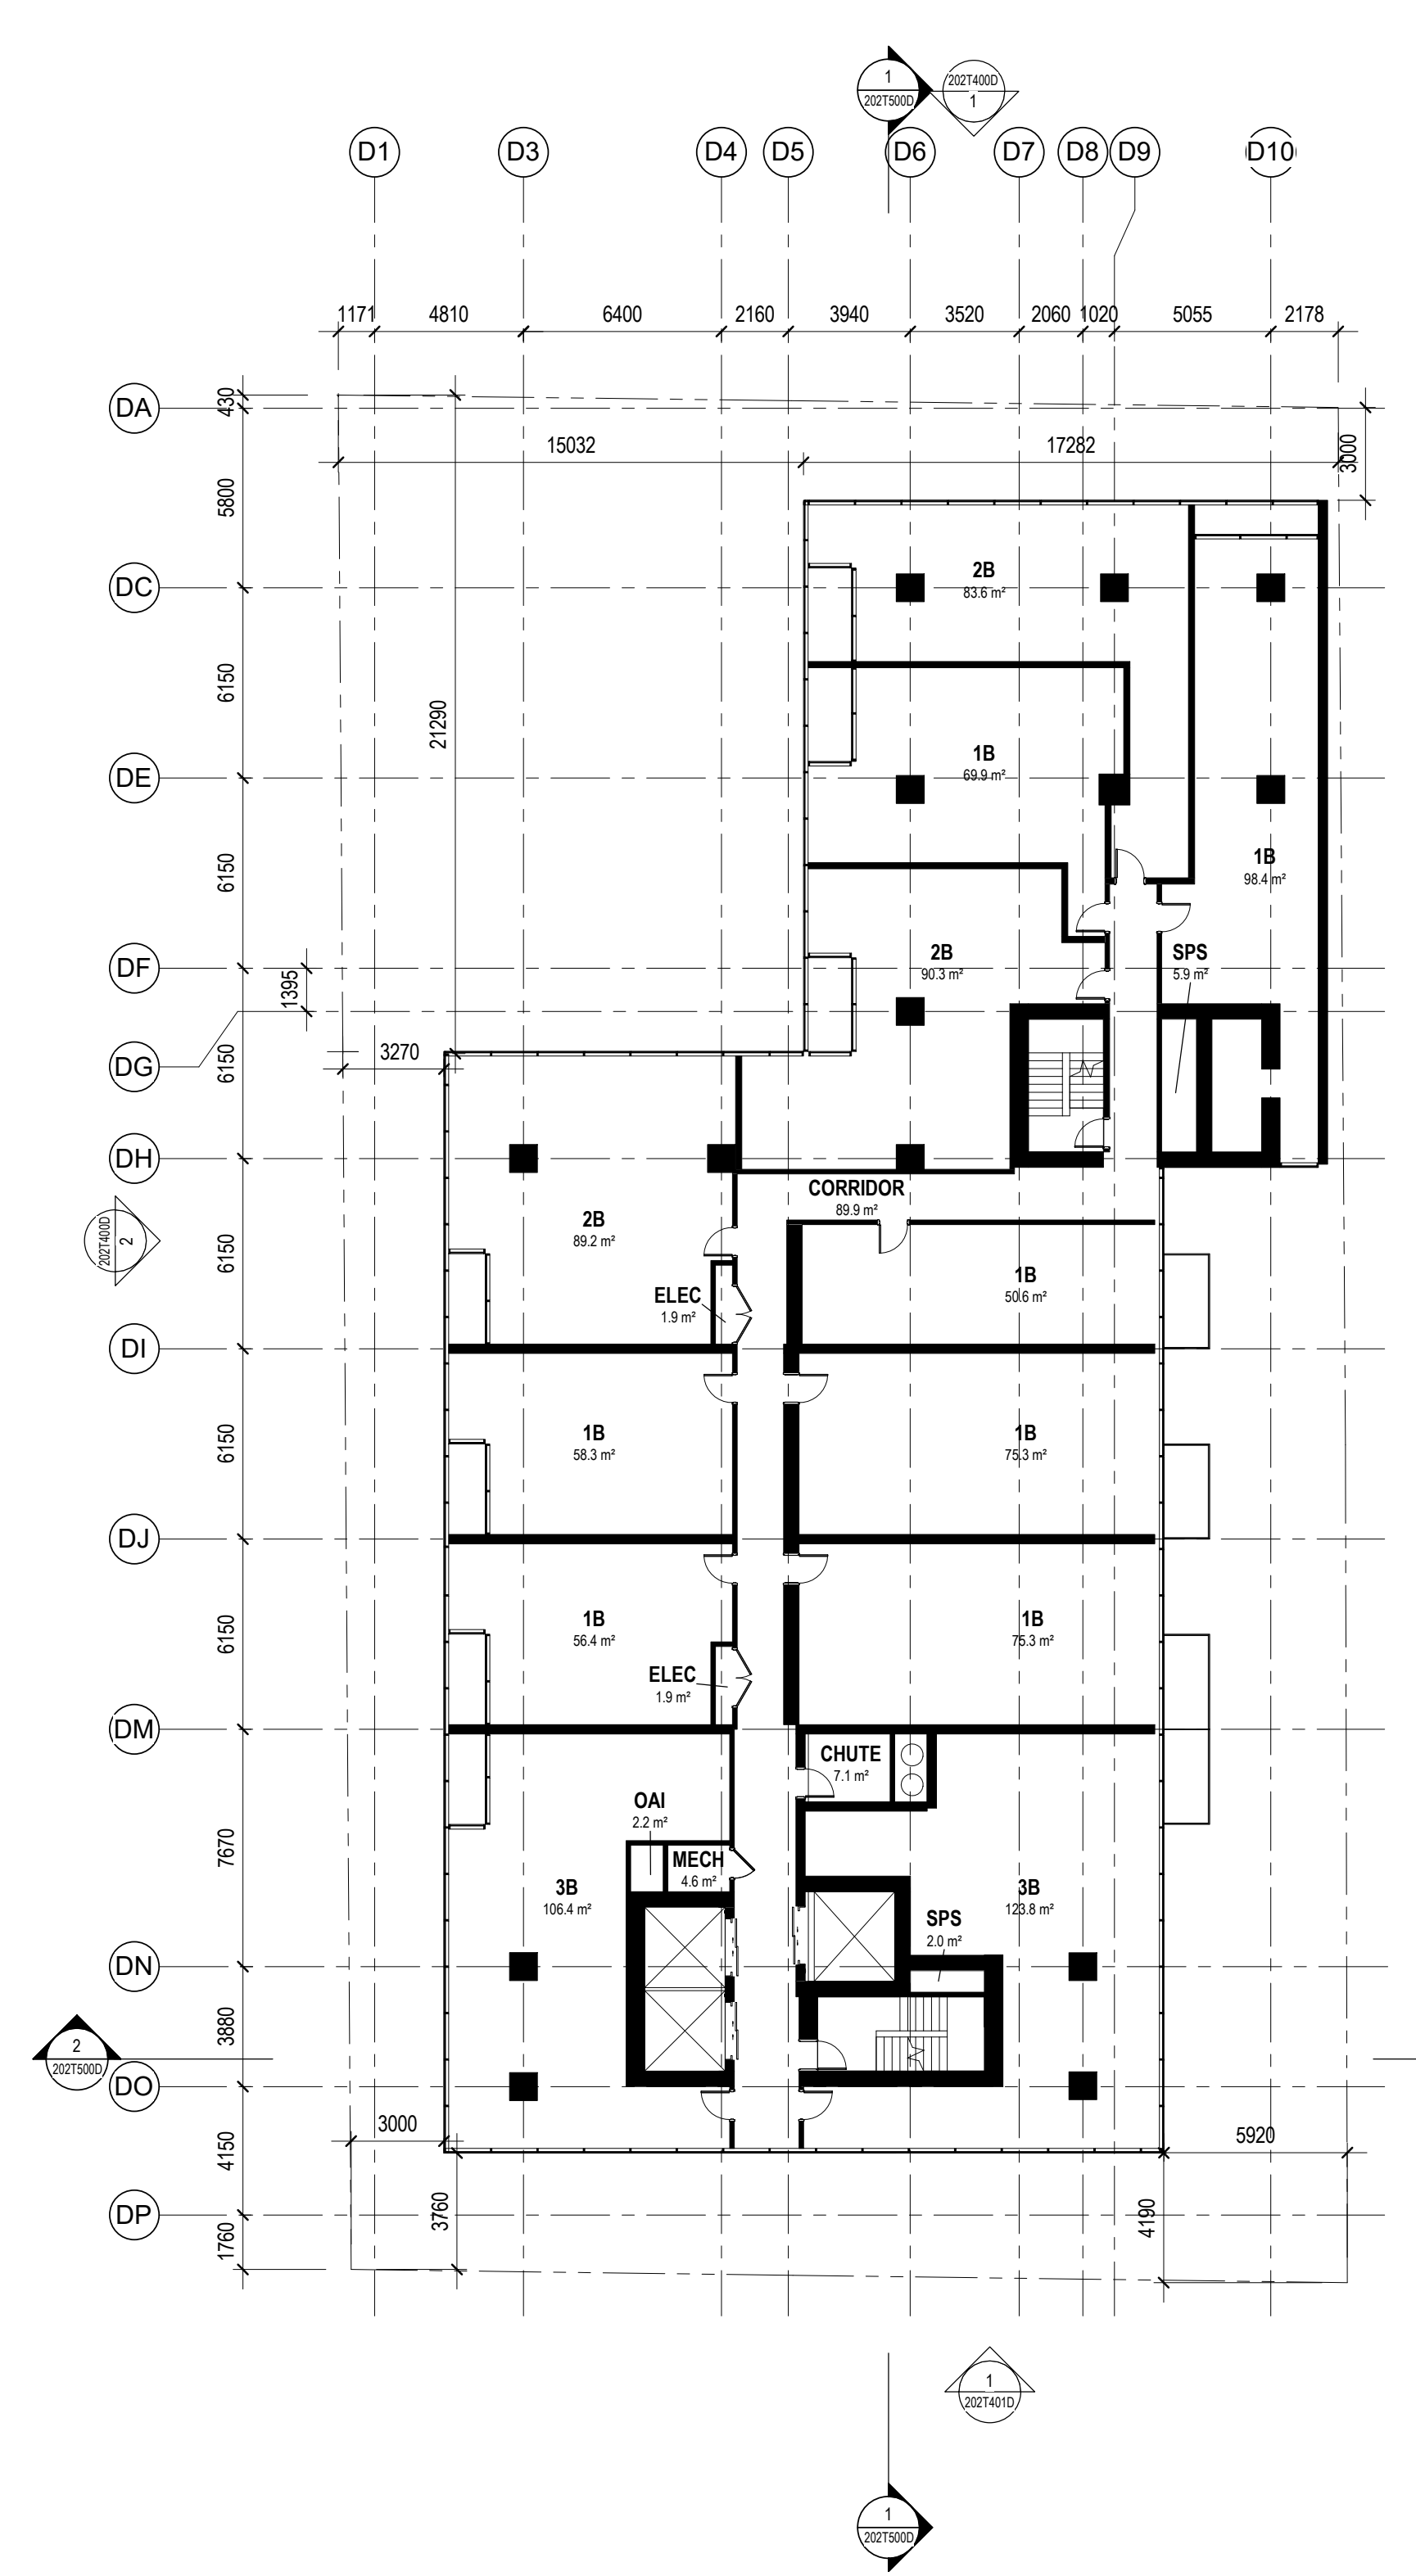 1
202T500D
202T400D
1
D1
D3
D4
D5
D6
D7
D8
D9
D10
1171
4810
6400
2160
3940
3520
2060
1020
5055
2178
DA
430
15032
17282
3000
5800
2B
83.6 m²
DC
6150
21290
1B
69.9 m²
DE
6150
1B
98.4 m²
2B
90.3 m²
SPS
5.9 m²
DF
1395
DG
3270
6150
DH
CORRIDOR
89.9 m²
2B
89.2 m²
202T400D
2
6150
1B
50.6 m²
ELEC
1.9 m²
DI
1B
58.3 m²
1B
75.3 m²
6150
DJ
1B
56.4 m²
1B
75.3 m²
6150
ELEC
1.9 m²
DM
CHUTE
7.1 m²
OAI
2.2 m²
7670
MECH
4.6 m²
3B
106.4 m²
3B
123.8 m²
SPS
2.0 m²
DN
3880
2
202T500D
DO
3000
5920
4150
3760
4190
DP
1760
1
202T401D
1
202T500D